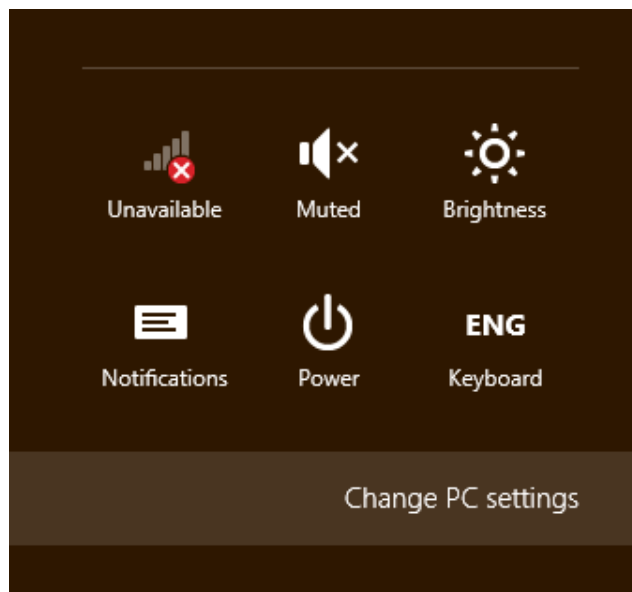 Unavailable
Muted
Brightness
ENG
Notifications
Power
Keyboard
Change PC settings